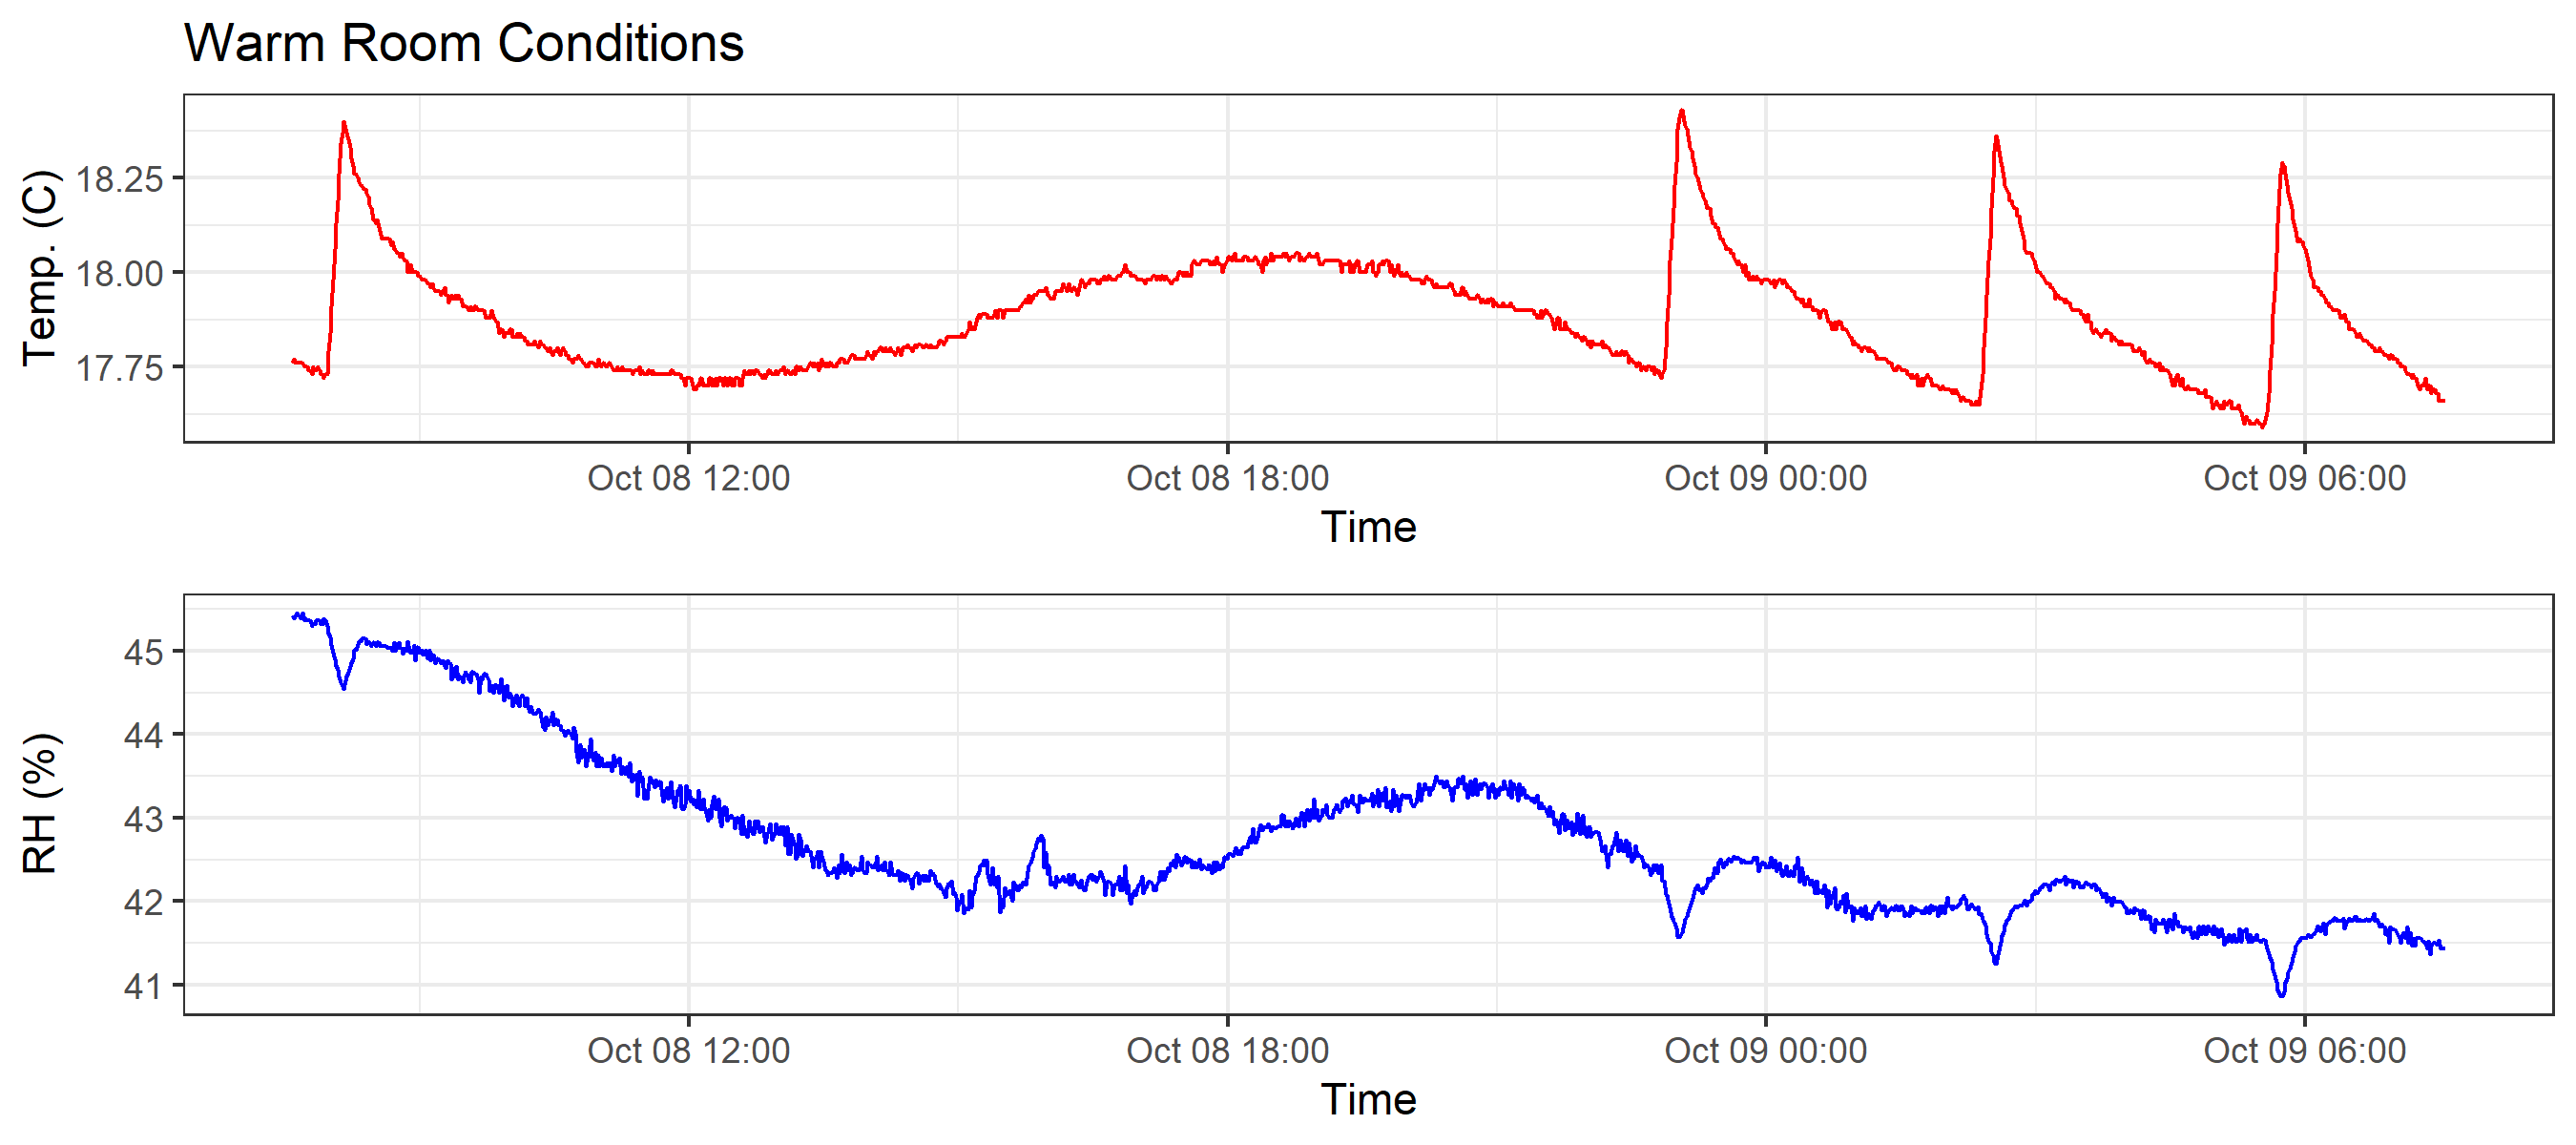 Warm Room Conditions
Temp. (C)
18.25
18.00
17.75
Oct 08 12:00 Oct 08 18:00 Oct 09 00:00 Oct 09 06:00
Time
RH (%)
45
44
43
42
41
Oct 08 12:00 Oct 08 18:00 Oct 09 00:00 Oct 09 06:00
Time